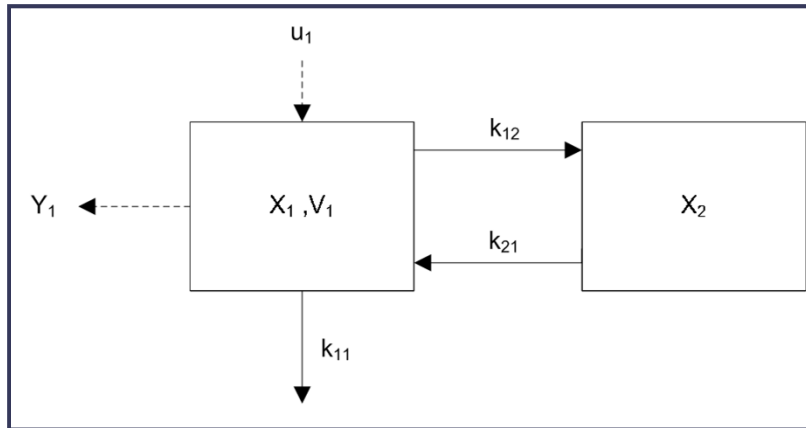 u₁
k₁₂
Y₁
X₁ ,V₁
X₂
k₂₁
k₁₁